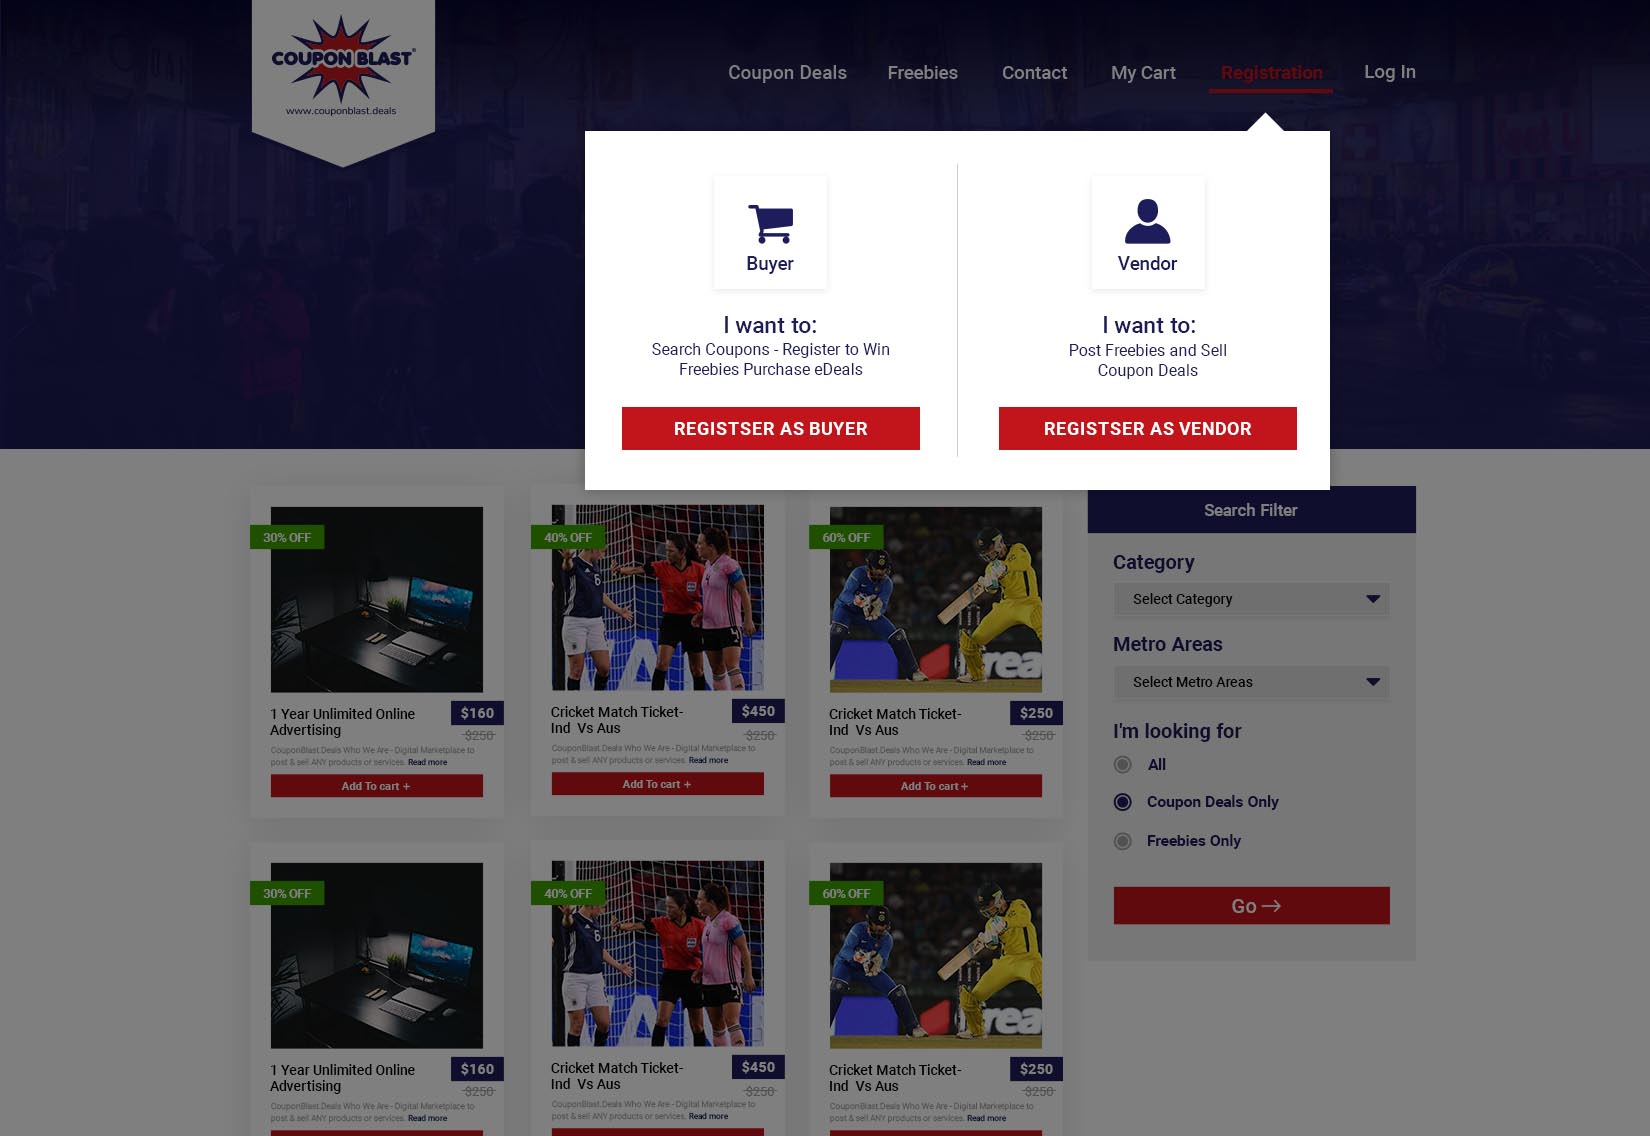 COUPON BLAST®
www.couponblast.deals
Coupon Deals
Freebies
Contact
My Cart
Registration
Log In
Buyer
I want to:
Search Coupons - Register to Win
Freebies Purchase eDeals
REGISTSER AS BUYER
Vendor
I want to:
Post Freebies and Sell
Coupon Deals
REGISTSER AS VENDOR
30% OFF
1 Year Unlimited Online
Advertising
$160
$250
CouponBlast.Deals Who We Are - Digital Marketplace to
post & sell ANY products or services. Read more
Add To cart +
40% OFF
6
4
Cricket Match Ticket-
Ind Vs Aus
$450
$250
CouponBlast.Deals Who We Are - Digital Marketplace to
post & sell ANY products or services. Read more
Add To cart +
60% OFF
rea
Cricket Match Ticket-
Ind Vs Aus
$250
$250
CouponBlast.Deals Who We Are - Digital Marketplace to
post & sell ANY products or services. Read more
Add To cart +
Search Filter
Category
Select Category
Metro Areas
Select Metro Areas
I'm looking for
All
Coupon Deals Only
Freebies Only
Go →
30% OFF
1 Year Unlimited Online
Advertising
$160
$250
CouponBlast.Deals Who We Are - Digital Marketplace to
post & sell ANY products or services. Read more
40% OFF
6
4
Cricket Match Ticket-
Ind Vs Aus
$450
$250
CouponBlast.Deals Who We Are - Digital Marketplace to
post & sell ANY products or services. Read more
60% OFF
rea
Cricket Match Ticket-
Ind Vs Aus
$250
$250
CouponBlast.Deals Who We Are - Digital Marketplace to
post & sell ANY products or services. Read more